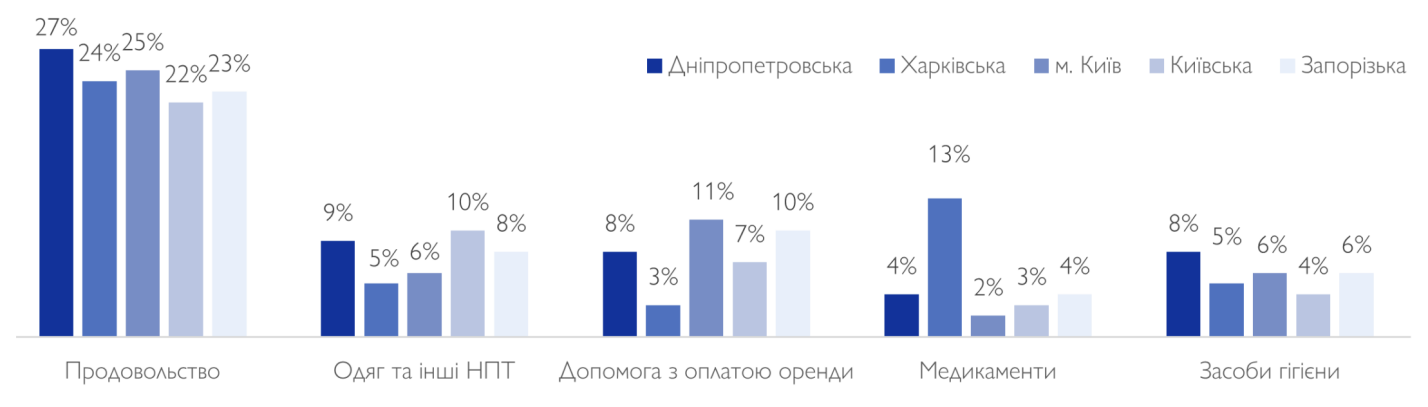 27% 24% 25% 22% 23%
Дніпропетровська Харківська м. Київ Київська Запорізька
9% 5% 6% 10% 8%
8% 3% 11% 7% 10%
4% 13% 2% 3% 4%
8% 5% 6% 4% 6%
Продовольство Одяг та інші НПТ Допомога з оплатою оренди Медикаменти Засоби гігієни